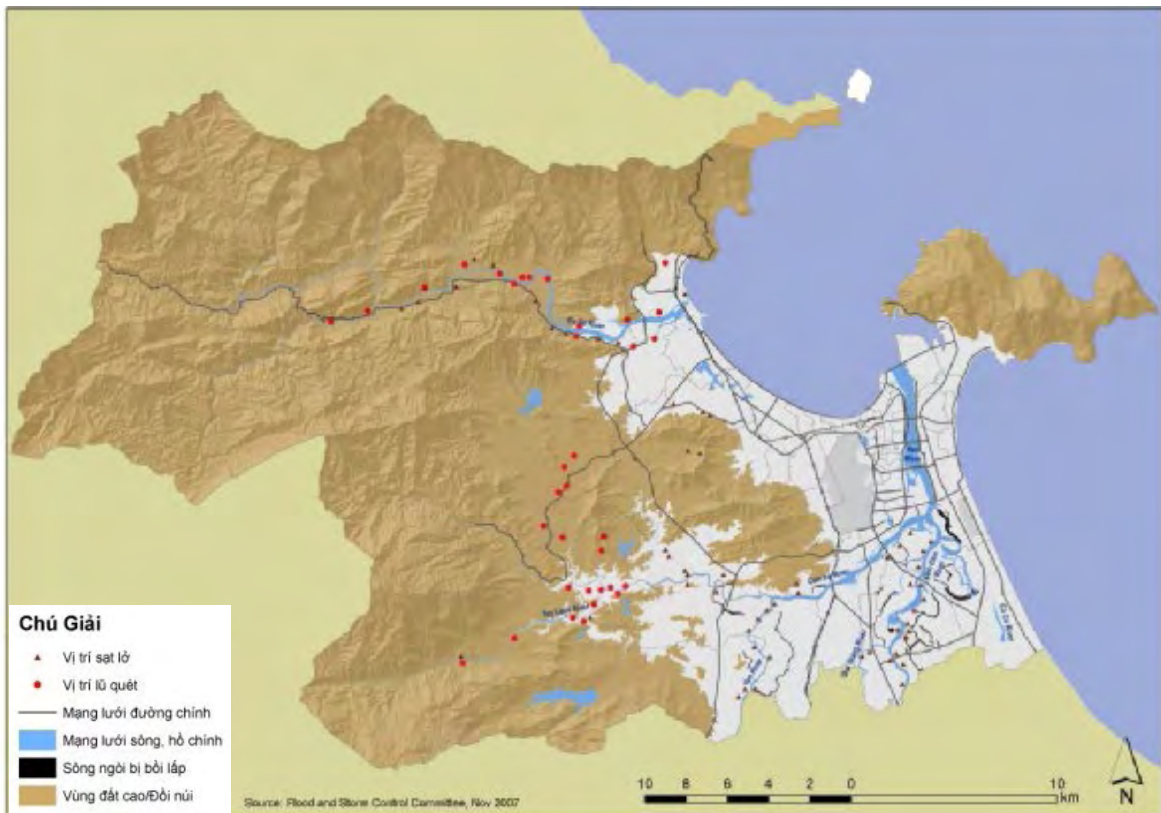 Chú Giải
Vị trí sạt lở
Vị trí lũ quét
Mạng lưới đường chính
Mạng lưới sông, hồ chính
Sông ngòi bị bồi lấp
Vùng đất cao/Đồi núi
Source: Flood and Storm Control Committee, Nov 2007
10 8 6 4 2 0 10
km
N